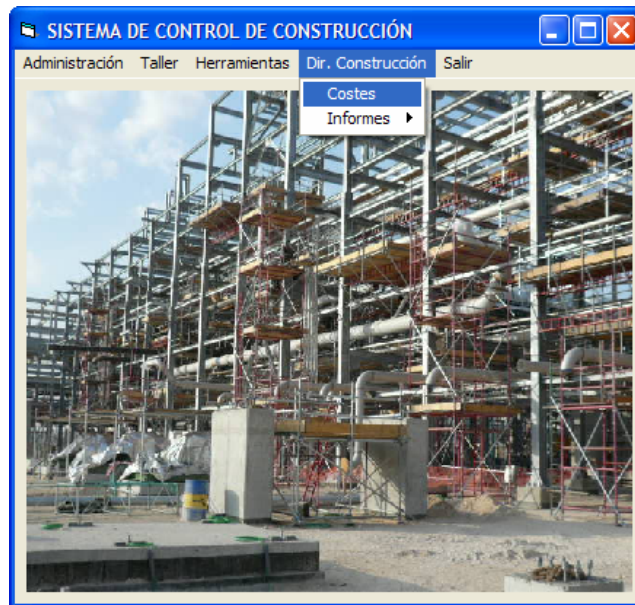 SISTEMA DE CONTROL DE CONSTRUCCIÓN
Administración Taller Herramientas Dir. Construcción Salir
Costes
Informes